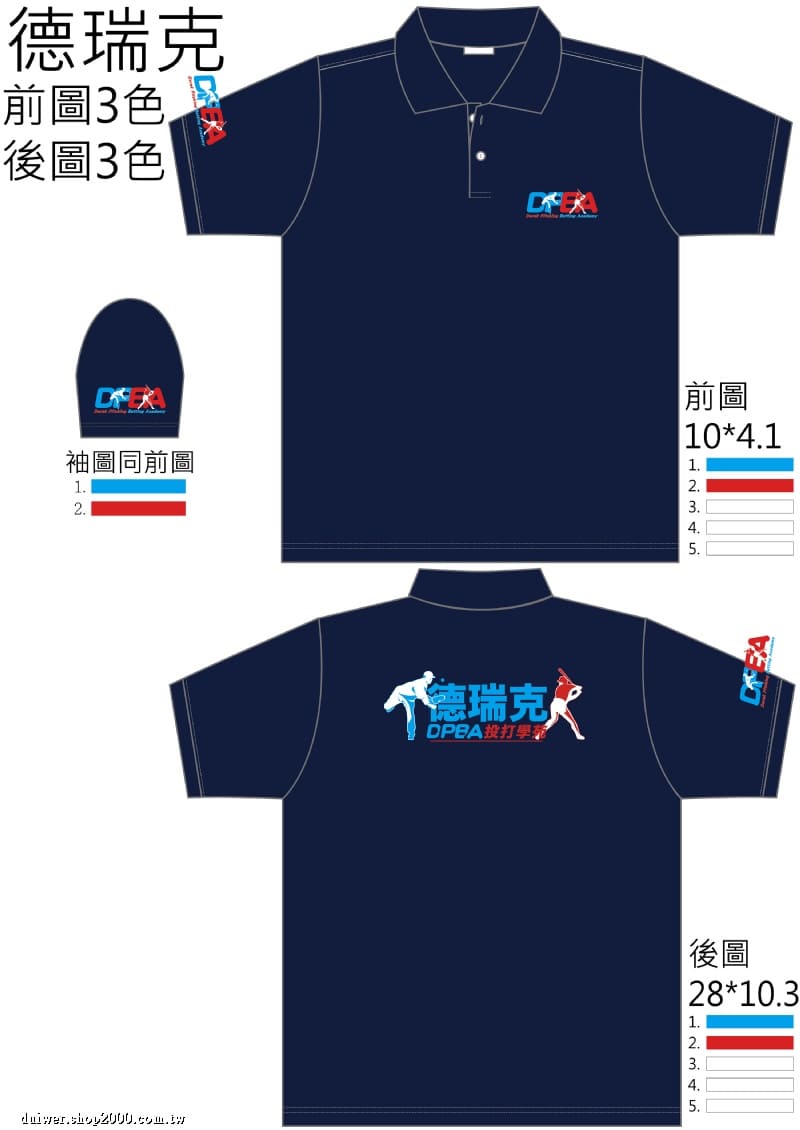 德瑞克
前圖3色
後圖3色
DPBA
DPBA
Derek Pitching Batting Academy
DPBA
Derek Pitching Batting Academy
袖圖同前圖
1.
2.
前圖
10*4.1
1.
2.
3.
4.
5.
德瑞克
DPBA投打學苑
DPBA
後圖
28*10.3
1.
2.
3.
4.
5.
duiwer.shop2000.com.tw